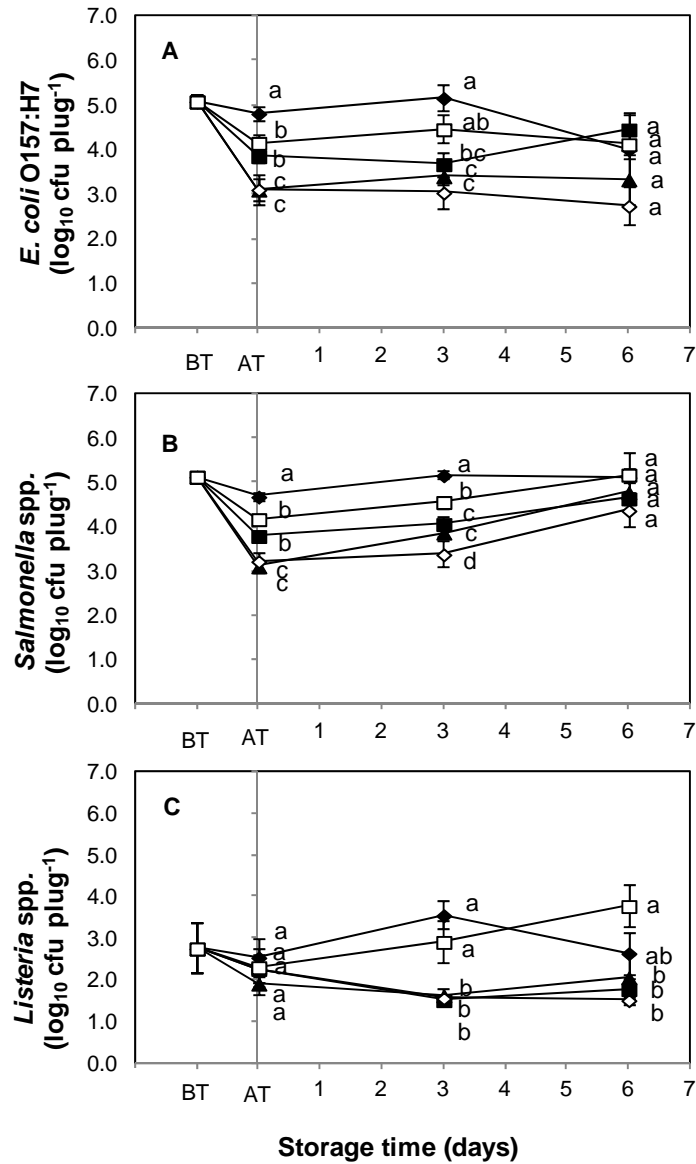 7.0
A
6.0
a
a
5.0
b
ab
a
a
4.0
b
bc
a
c
c
a
3.0
c
c
a
2.0
1.0
0.0
E. coli O157:H7
(log10 cfu plug-1)
BT AT 1 2 3 4 5 6 7
7.0
B
6.0
a
a
a
5.0
b
b
a
a
4.0
b
c
a
c
a
3.0
c
d
c
2.0
1.0
0.0
Salmonella spp.
(log10 cfu plug-1)
BT AT 1 2 3 4 5 6 7
7.0
C
6.0
5.0
4.0
a
a
3.0
a
a
a
ab
2.0
a
b
b
a
b
b
a
b
b
1.0
0.0
Listeria spp.
(log10 cfu plug-1)
BT AT 1 2 3 4 5 6 7
Storage time (days)